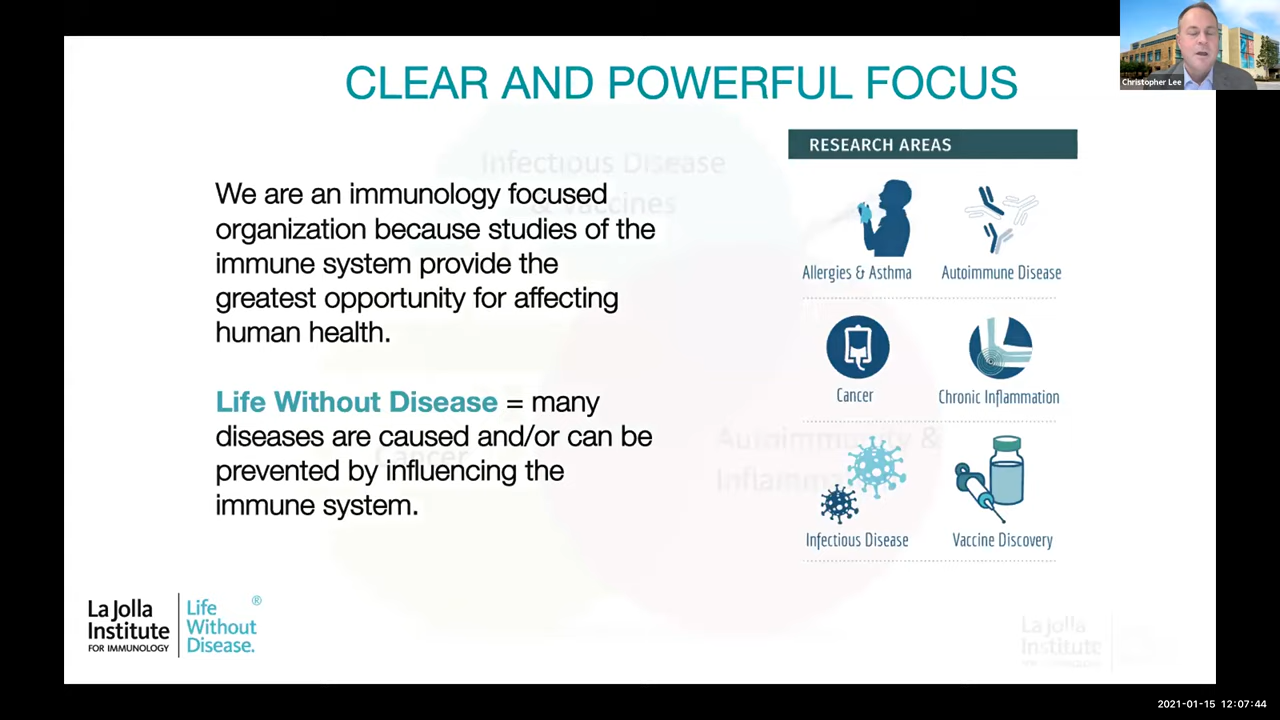 CLEAR AND POWERFUL FOCUS
Christopher Lee
Infectious Disease
& Vaccines
We are an immunology focused
organization because studies of the
immune system provide the
greatest opportunity for affecting
human health.
Life Without Disease = many
diseases are caused and/or can be
prevented by influencing the
immune system.
Cancer
Autoimmunity &
RESEARCH AREAS
Allergies & Asthma
Autoimmune Disease
Cancer
Chronic Inflammation
Infectious Disease
Vaccine Discovery
La Jolla
Institute
FOR IMMUNOLOGY
Life
Without
Disease.
®
La Jolla
Institute
2021-01-15 12:07:44